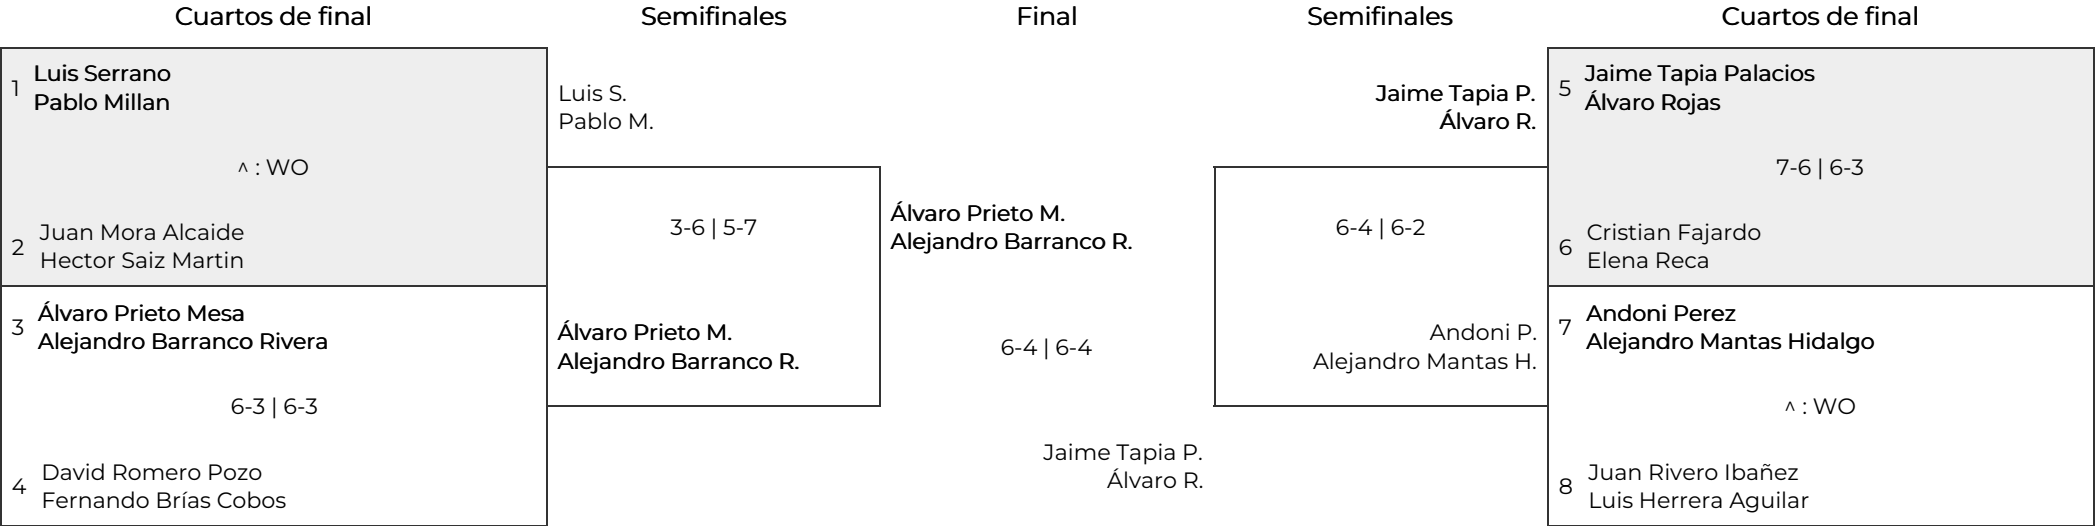 Cuartos de final
Semifinales
Final
Semifinales
Cuartos de final
1
Luis Serrano
Pablo Millan
^ : WO
2
Juan Mora Alcaide
Hector Saiz Martin
3
Álvaro Prieto Mesa
Alejandro Barranco Rivera
6-3 | 6-3
4
David Romero Pozo
Fernando Brías Cobos
Luis S.
Pablo M.
3-6 | 5-7
Álvaro Prieto M.
Alejandro Barranco R.
Álvaro Prieto M.
Alejandro Barranco R.
6-4 | 6-4
Jaime Tapia P.
Álvaro R.
Jaime Tapia P.
Álvaro R.
6-4 | 6-2
Andoni P.
Alejandro Mantas H.
5
Jaime Tapia Palacios
Álvaro Rojas
7-6 | 6-3
6
Cristian Fajardo
Elena Reca
7
Andoni Perez
Alejandro Mantas Hidalgo
^ : WO
8
Juan Rivero Ibañez
Luis Herrera Aguilar